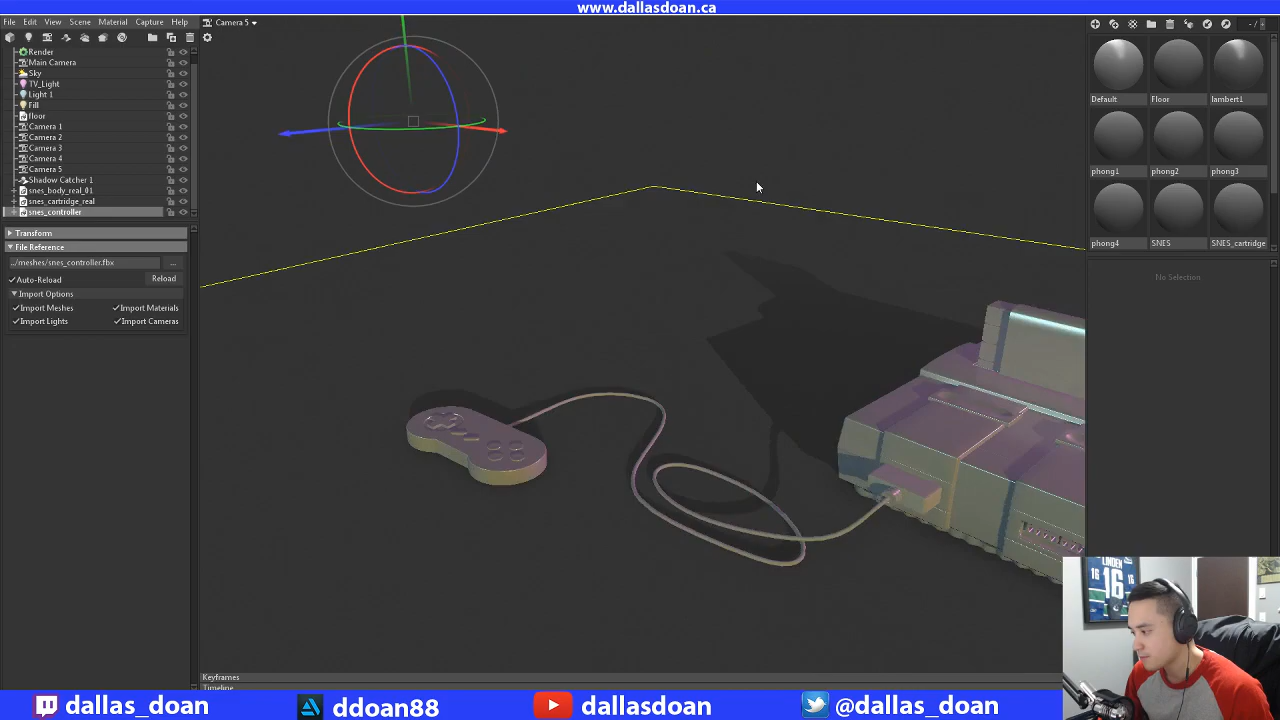 www.dallasdoan.ca
File Edit View Scene Material Capture Help
Camera 5
Render
Main Camera
Sky
TV_Light
Light 1
Fill
floor
Camera 1
Camera 2
Camera 3
Camera 4
Camera 5
Shadow Catcher 1
snes_body_real_01
snes_cartridge_real
snes_controller
Transform
File Reference
../meshes/snes_controller.fbx ...
Auto-Reload Reload
Import Options
Import Meshes Import Materials
Import Lights Import Cameras
Default Floor lambert1
phong1 phong2 phong3
phong4 SNES SNES_cartridge
No Selection
LINDEN
16 16
Keyframes
Timeline
dallas_doan ddoan88 dallasdoan @dallas_doan